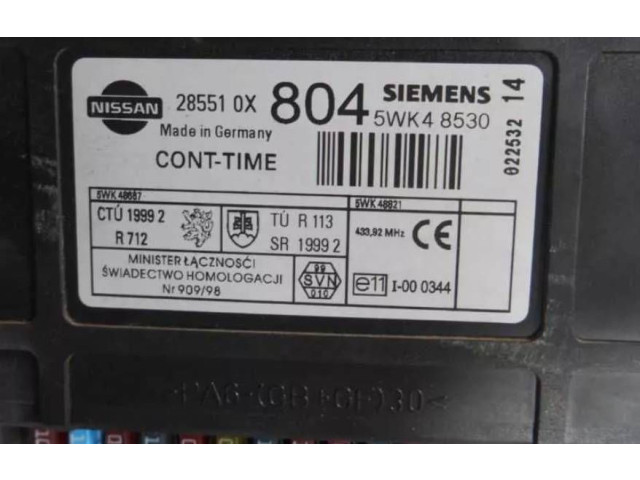 NISSAN
28551 0X 804
SIEMENS
5WK4 8530
Made in Germany
CONT-TIME
022532 14
5WK 48687
5WK 48821
CTÚ 1999 2
R 712
TÚ R 113
SR 1999 2
433,92 MHz
CE
MINISTER ŁĄCZNOŚCI
ŚWIADECTWO HOMOLOGACJI
Nr 909/98
99
SVN
010
e11 I-00 0344